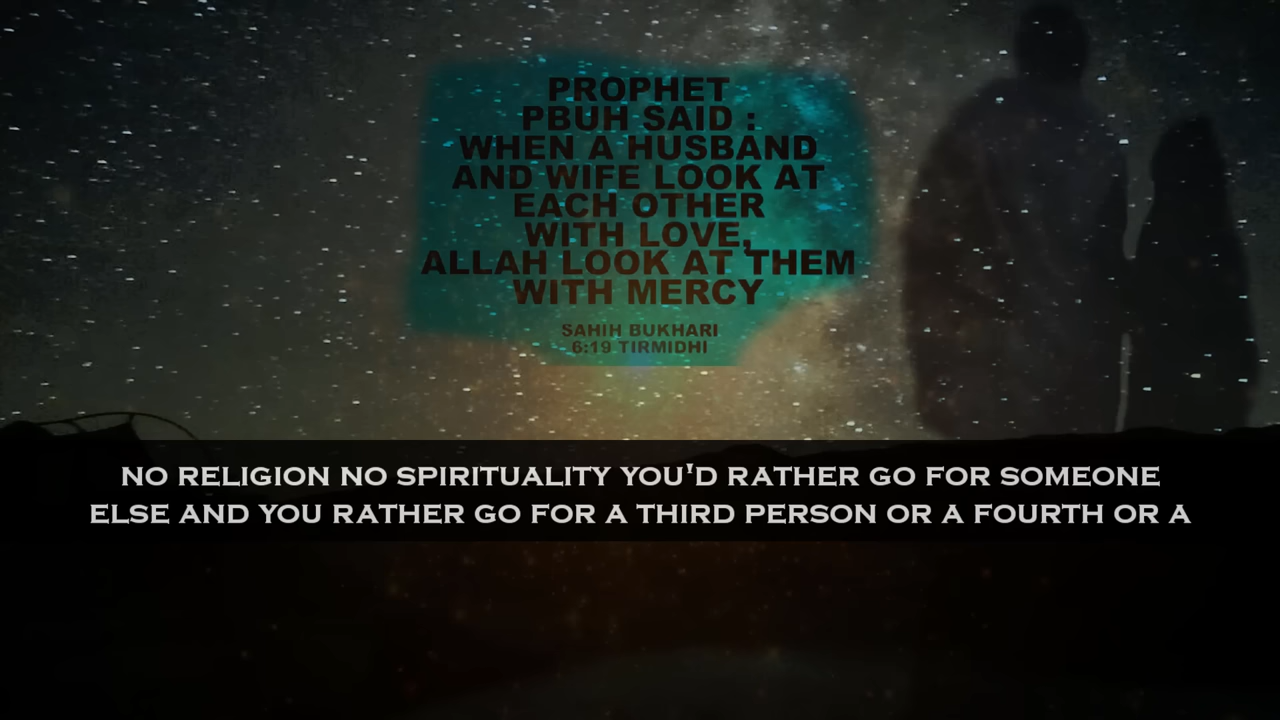 PROPHET
PBUH SAID :
WHEN A HUSBAND
AND WIFE LOOK AT
EACH OTHER
WITH LOVE,
ALLAH LOOK AT THEM
WITH MERCY
SAHIH BUKHARI
6:19 TIRMIDHI
NO RELIGION NO SPIRITUALITY YOU'D RATHER GO FOR SOMEONE
ELSE AND YOU RATHER GO FOR A THIRD PERSON OR A FOURTH OR A